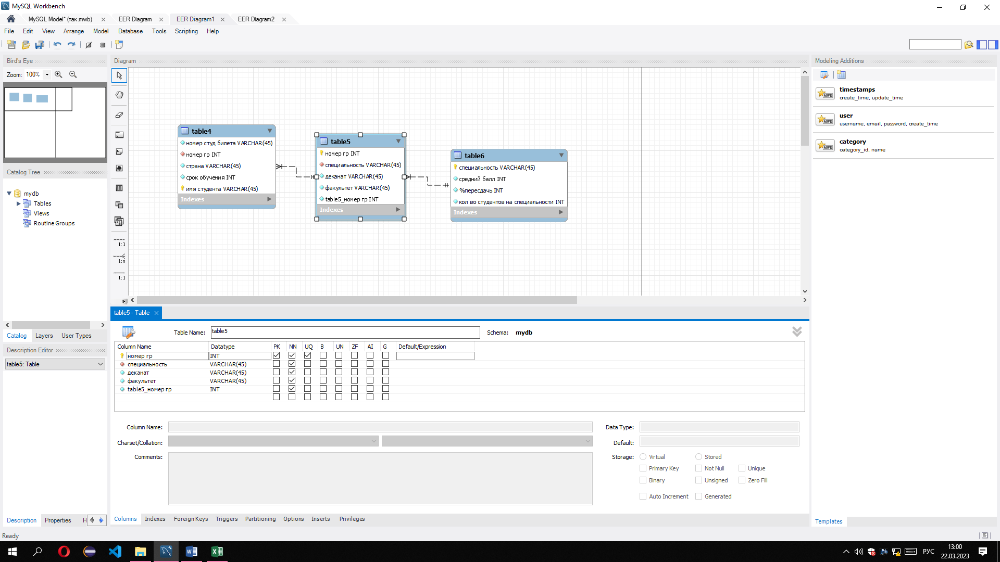 MySQL Workbench
MySQL Model* (так.mwb)
EER Diagram
EER Diagram1
EER Diagram2
File Edit View Arrange Model Database Tools Scripting Help
Bird's Eye
Zoom: 100%
Diagram
Modeling Additions
timestamps
create_time, update_time
user
username, email, password, create_time
category
category_id, name
table4
номер студ билета VARCHAR(45)
номер гр INT
страна VARCHAR(45)
срок обучения INT
имя студента VARCHAR(45)
Indexes
table5
номер гр INT
специальность VARCHAR(45)
деканат VARCHAR(45)
факультет VARCHAR(45)
table5_номер гр INT
Indexes
table6
специальность VARCHAR(45)
средний балл INT
%пересдачь INT
кол во студентов на специальности INT
Indexes
1:1
1:n
1:1
Catalog Tree
mydb
Tables
Views
Routine Groups
Catalog Layers User Types
Description Editor
table5: Table
Description Properties H
table5 - Table
Table Name: table5 Schema: mydb
Column Name Datatype PK NN UQ B UN ZF AI G Default/Expression
номер гр INT
специальность VARCHAR(45)
деканат VARCHAR(45)
факультет VARCHAR(45)
table5_номер гр INT
Column Name: Data Type:
Charset/Collation: Default:
Comments: Storage: Virtual Stored
Primary Key Not Null Unique
Binary Unsigned Zero Fill
Auto Increment Generated
Columns Indexes Foreign Keys Triggers Partitioning Options Inserts Privileges
Templates
Ready
РУС
13:00
22.03.2023